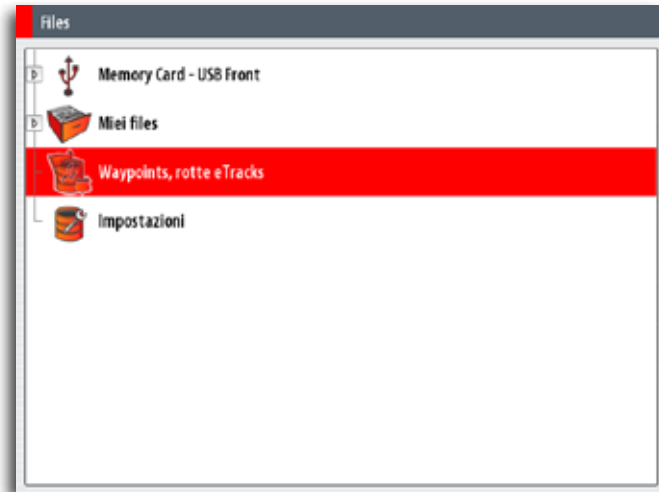 Files
Memory Card - USB Front
Miei files
Waypoints, rotte eTracks
Impostazioni